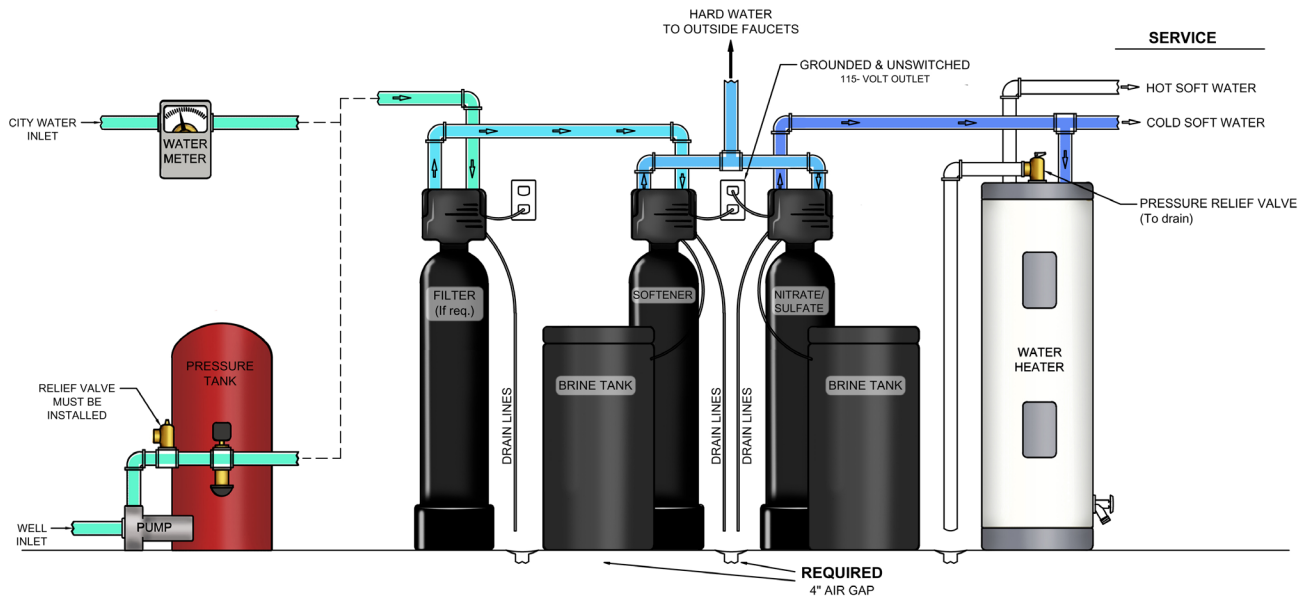 HARD WATER
TO OUTSIDE FAUCETS
SERVICE
GROUNDED & UNSWITCHED
115- VOLT OUTLET
HOT SOFT WATER
CITY WATER
INLET
WATER
METER
COLD SOFT WATER
PRESSURE RELIEF VALVE
(To drain)
FILTER
(If req.)
SOFTENER
NITRATE/
SULFATE
PRESSURE
TANK
WATER
HEATER
RELIEF VALVE
MUST BE
INSTALLED
BRINE TANK
BRINE TANK
DRAIN LINES
DRAIN LINES
DRAIN LINES
WELL
INLET
PUMP
REQUIRED
4" AIR GAP